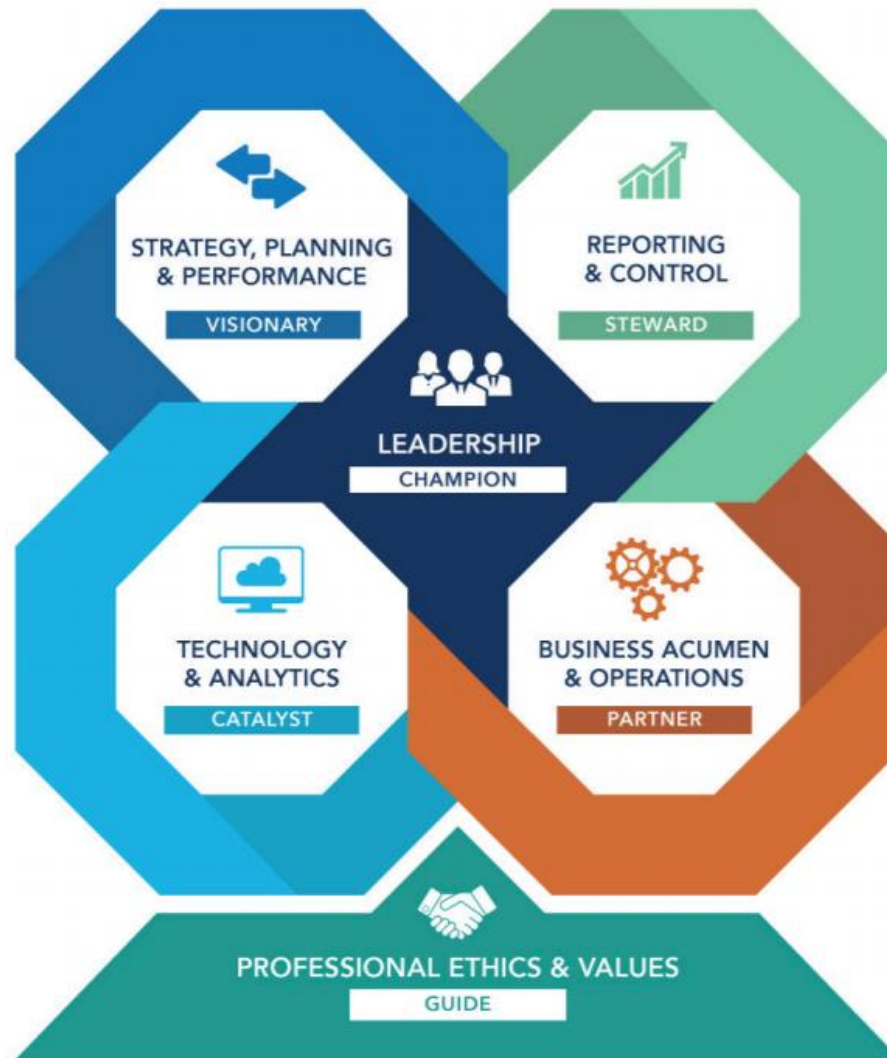 STRATEGY, PLANNING
& PERFORMANCE
VISIONARY
REPORTING
& CONTROL
STEWARD
LEADERSHIP
CHAMPION
TECHNOLOGY
& ANALYTICS
CATALYST
BUSINESS ACUMEN
& OPERATIONS
PARTNER
PROFESSIONAL ETHICS & VALUES
GUIDE